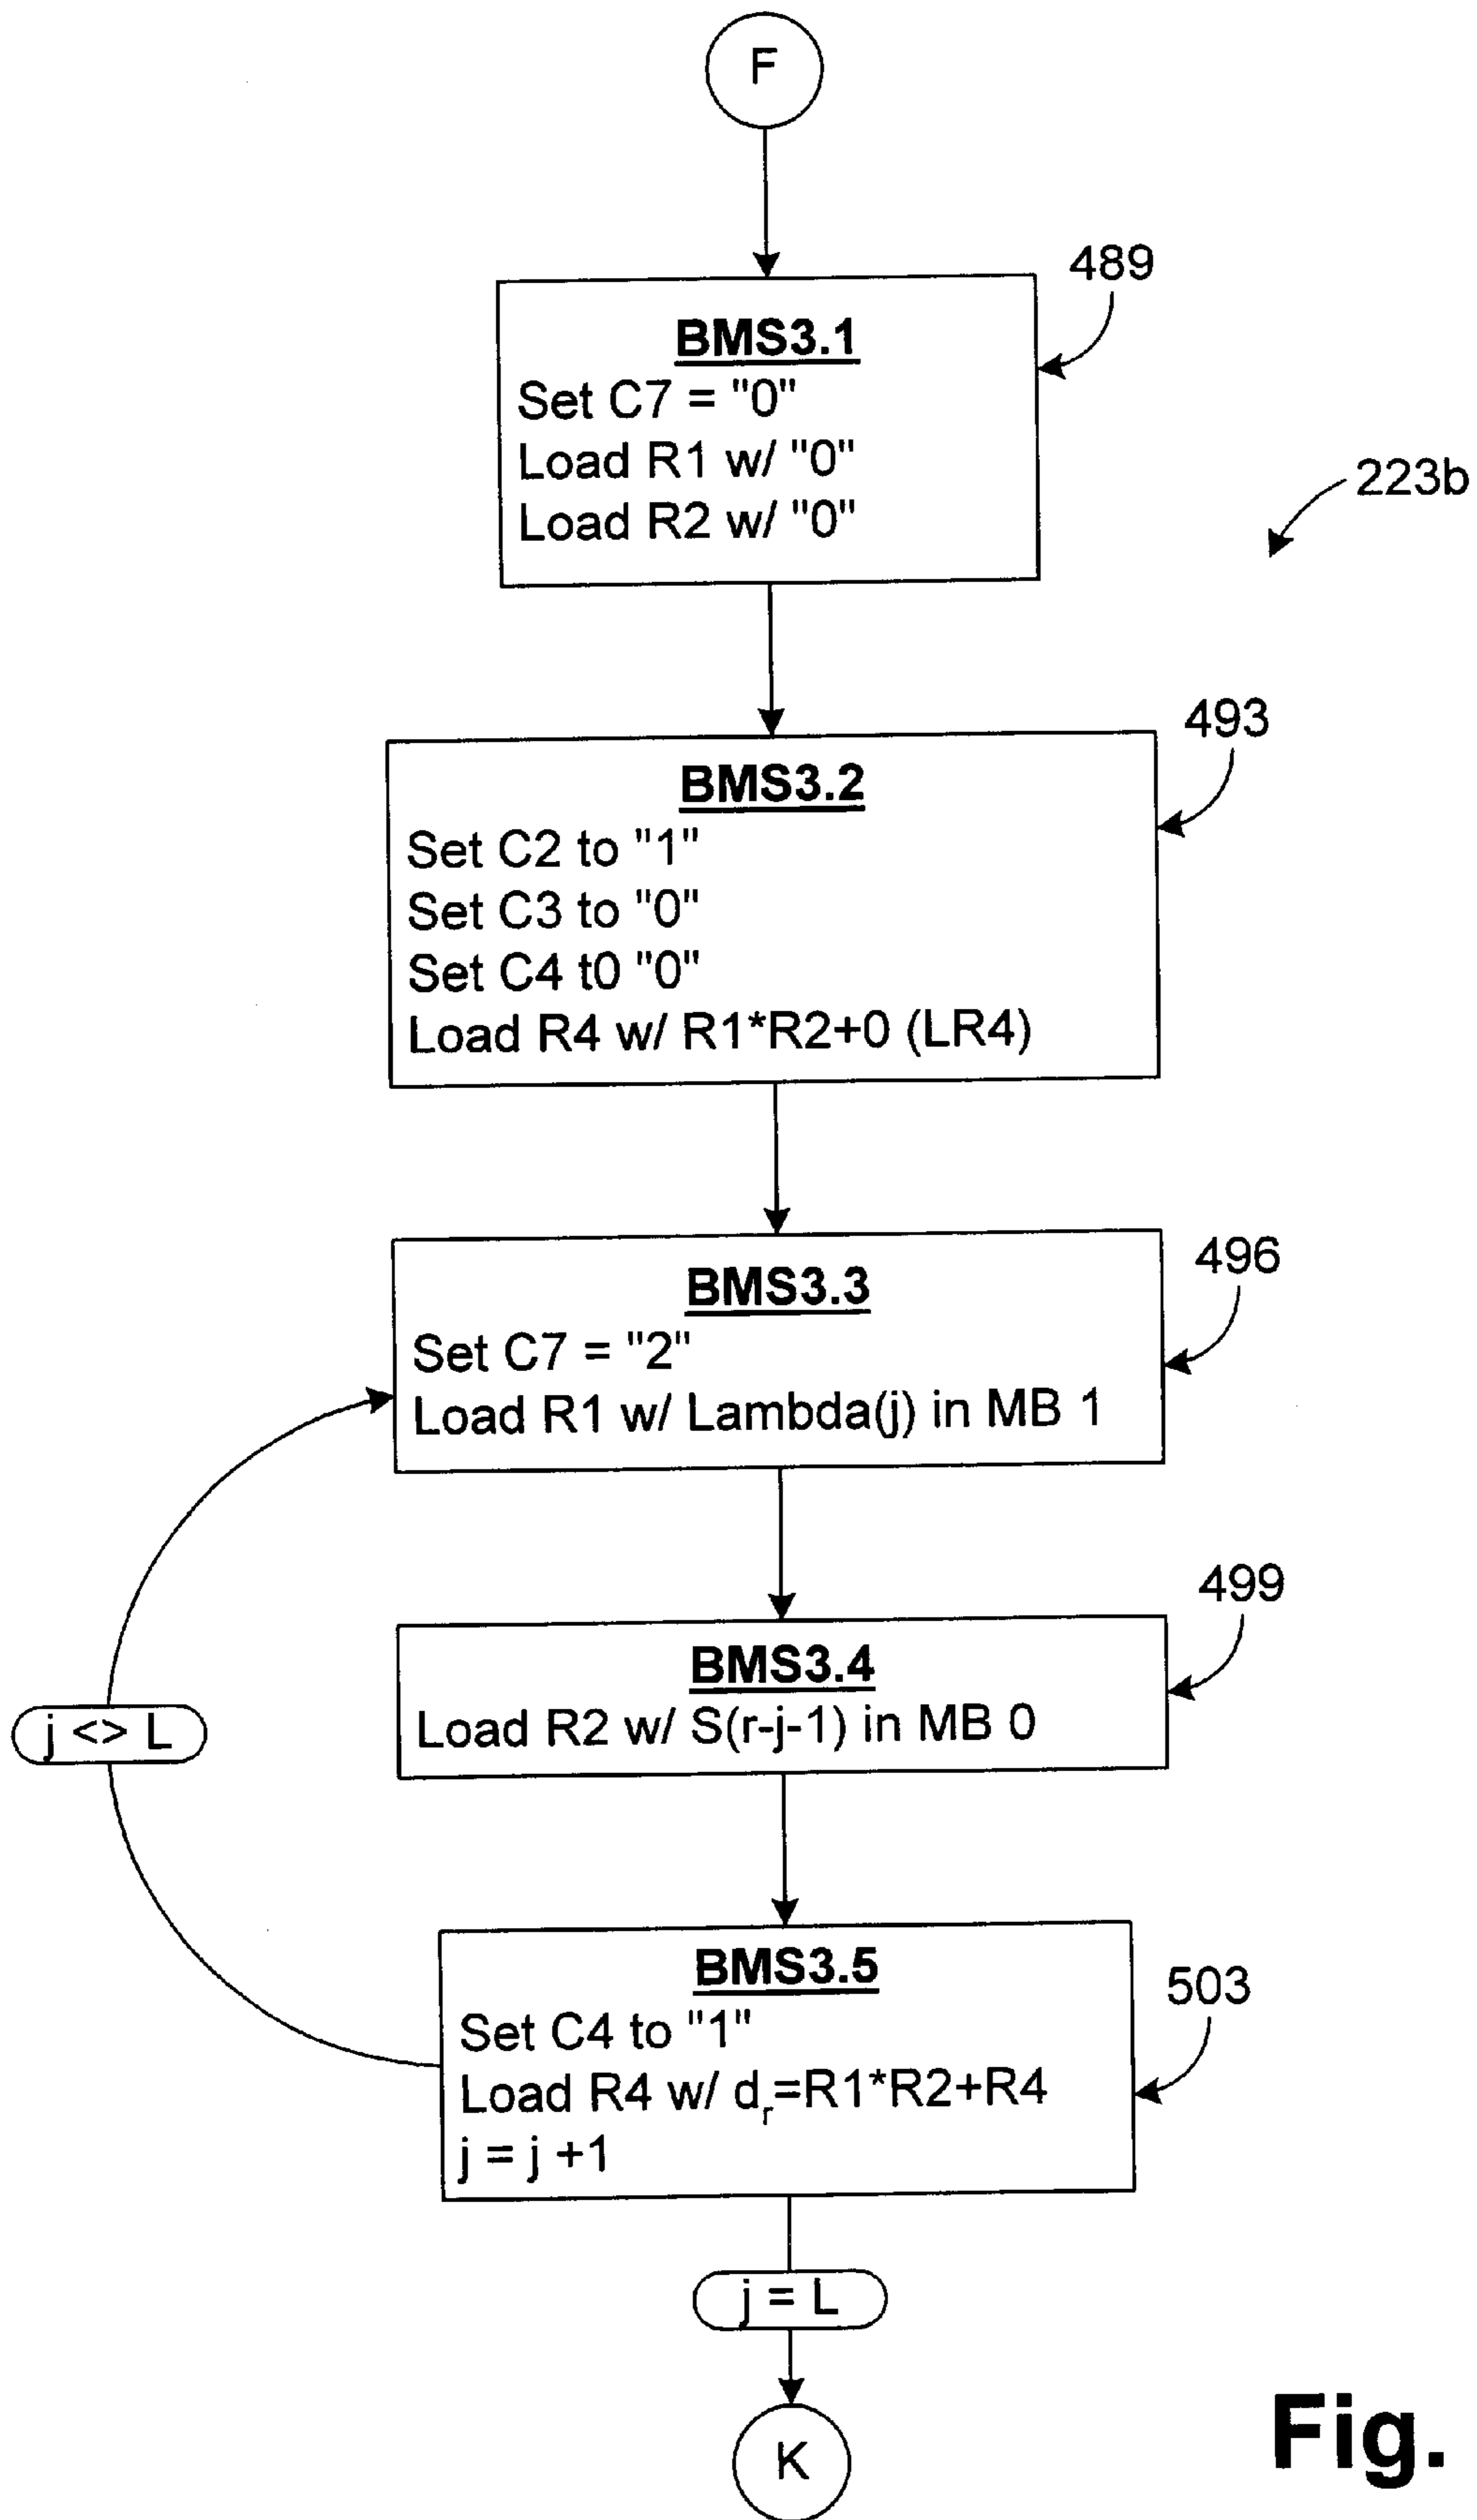 F
489
BMS3.1
Set C7 = "0"
Load R1 w/ "0"
Load R2 w/ "0"
223b
493
BMS3.2
Set C2 to "1"
Set C3 to "0"
Set C4 t0 "0"
Load R4 w/ R1*R2+0 (LR4)
496
BMS3.3
Set C7 = "2"
Load R1 w/ Lambda(j) in MB 1
499
BMS3.4
Load R2 w/ S(r-j-1) in MB 0
j <> L
503
BMS3.5
Set C4 to "1"
Load R4 w/ dᵣ=R1*R2+R4
j = j +1
j = L
K
Fig.